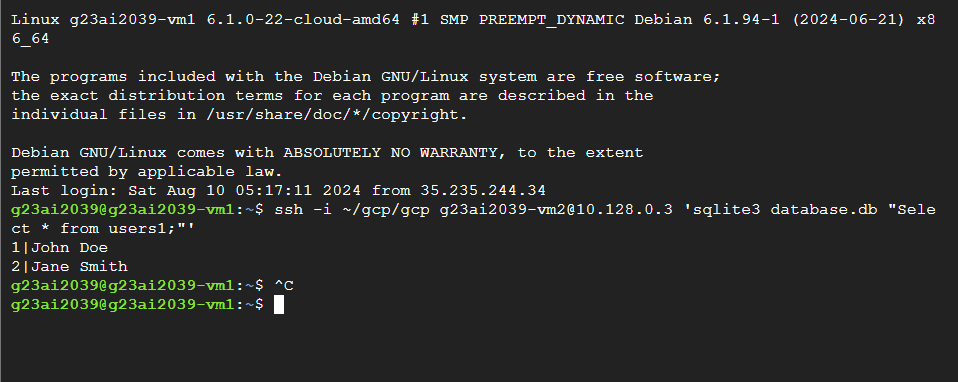 Linux g23ai2039-vm1 6.1.0-22-cloud-amd64 #1 SMP PREEMPT_DYNAMIC Debian 6.1.94-1 (2024-06-21) x8
6_64
The programs included with the Debian GNU/Linux system are free software;
the exact distribution terms for each program are described in the
individual files in /usr/share/doc/*/copyright.
Debian GNU/Linux comes with ABSOLUTELY NO WARRANTY, to the extent
permitted by applicable law.
Last login: Sat Aug 10 05:17:11 2024 from 35.235.244.34
g23ai2039@g23ai2039-vm1:~$ ssh -i ~/gcp/gcp g23ai2039-vm2@10.128.0.3 'sqlite3 database.db "Sele
ct * from users1;"'
1|John Doe
2|Jane Smith
g23ai2039@g23ai2039-vm1:~$ ^C
g23ai2039@g23ai2039-vm1:~$